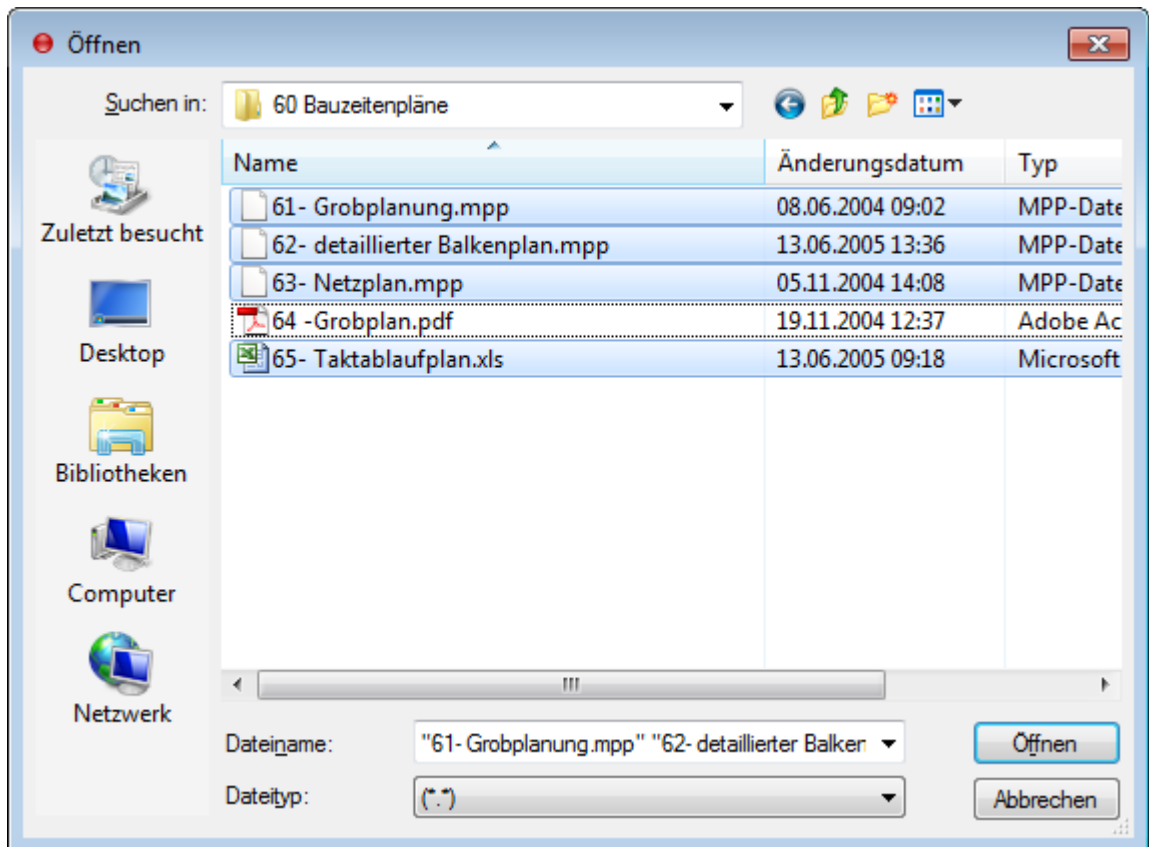 Öffnen
Suchen in: 60 Bauzeitenpläne
Name Änderungsdatum Typ
61- Grobplanung.mpp 08.06.2004 09:02 MPP-Date
62- detaillierter Balkenplan.mpp 13.06.2005 13:36 MPP-Date
63- Netzplan.mpp 05.11.2004 14:08 MPP-Date
64 -Grobplan.pdf 19.11.2004 12:37 Adobe Ac
65- Taktablaufplan.xls 13.06.2005 09:18 Microsoft
Zuletzt besucht
Desktop
Bibliotheken
Computer
Netzwerk
Dateiname: "61- Grobplanung.mpp" "62- detaillierter Balken Öffnen
Dateityp: (*.*) Abbrechen